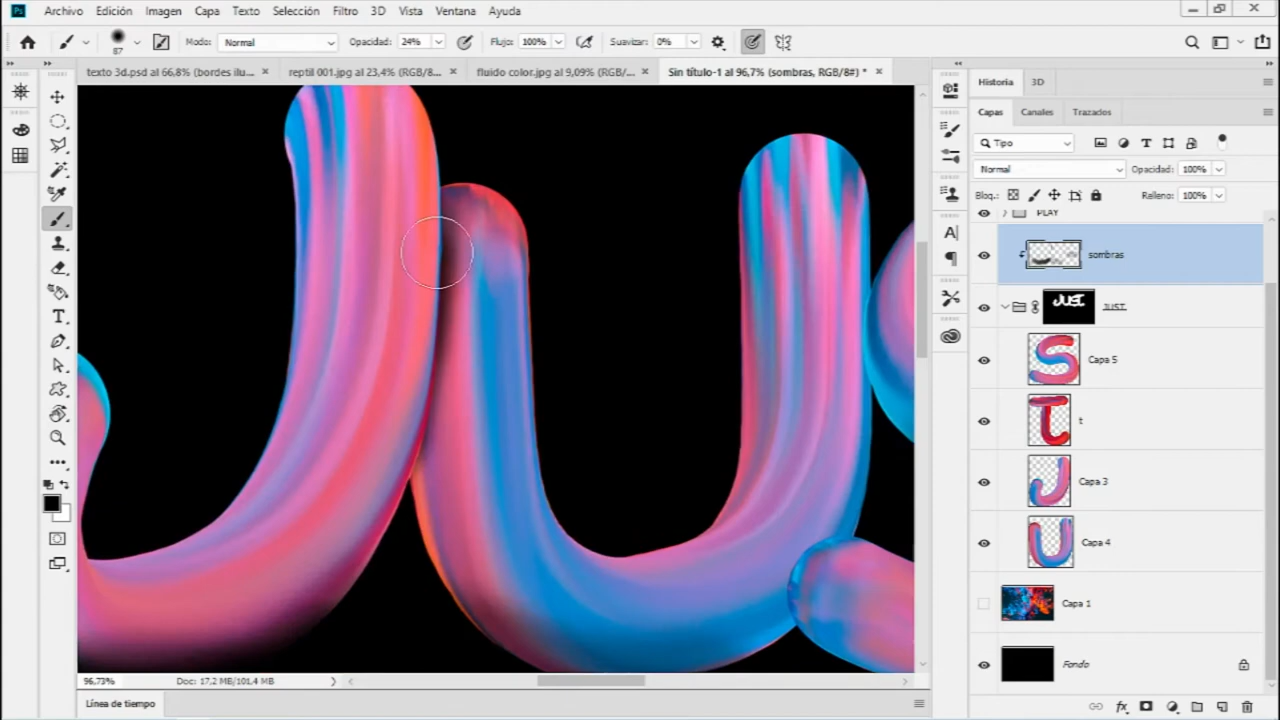 Ps Archivo Edición Imagen Capa Texto Selección Filtro 3D Vista Ventana Ayuda
87 Modo: Normal Opacidad: 24% Flujo: 100% Suavizar: 0%
texto 3d.psd al 66,8% (bordes ilu... × reptil 001.jpg al 23,4% (RGB/8... × fluido color.jpg al 9,09% (RGB/... × Sin título-1 al 96,7% (sombras, RGB/8#) * ×
Historia 3D
Capas Canales Trazados
Tipo
Normal Opacidad: 100%
Bloq.: Relleno: 100%
PLAY
sombras
JUST JUST
Capa 5
t
Capa 3
Capa 4
Capa 1
Fondo
96,73% Doc: 17,2 MB/101,4 MB
Línea de tiempo